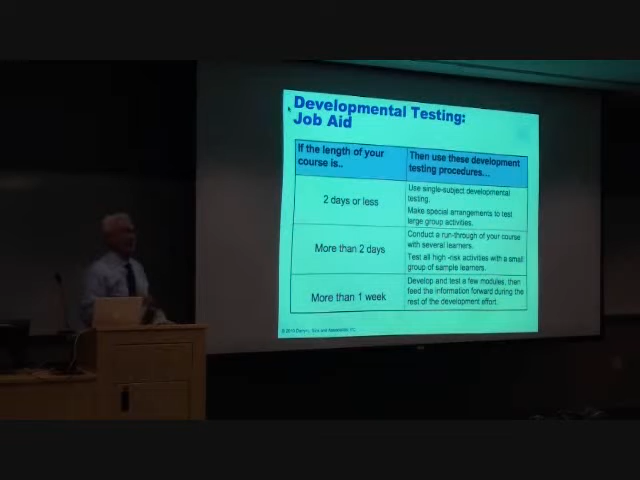 Developmental Testing:
Job Aid
If the length of your
course is..
Then use these development
testing procedures…
2 days or less
Use single-subject developmental
testing.
Make special arrangements to test
large group activities.
More than 2 days
Conduct a run-through of your course
with several learners.
Test all high -risk activities with a small
group of sample learners.
More than 1 week
Develop and test a few modules, then
feed the information forward during the
rest of the development effort.